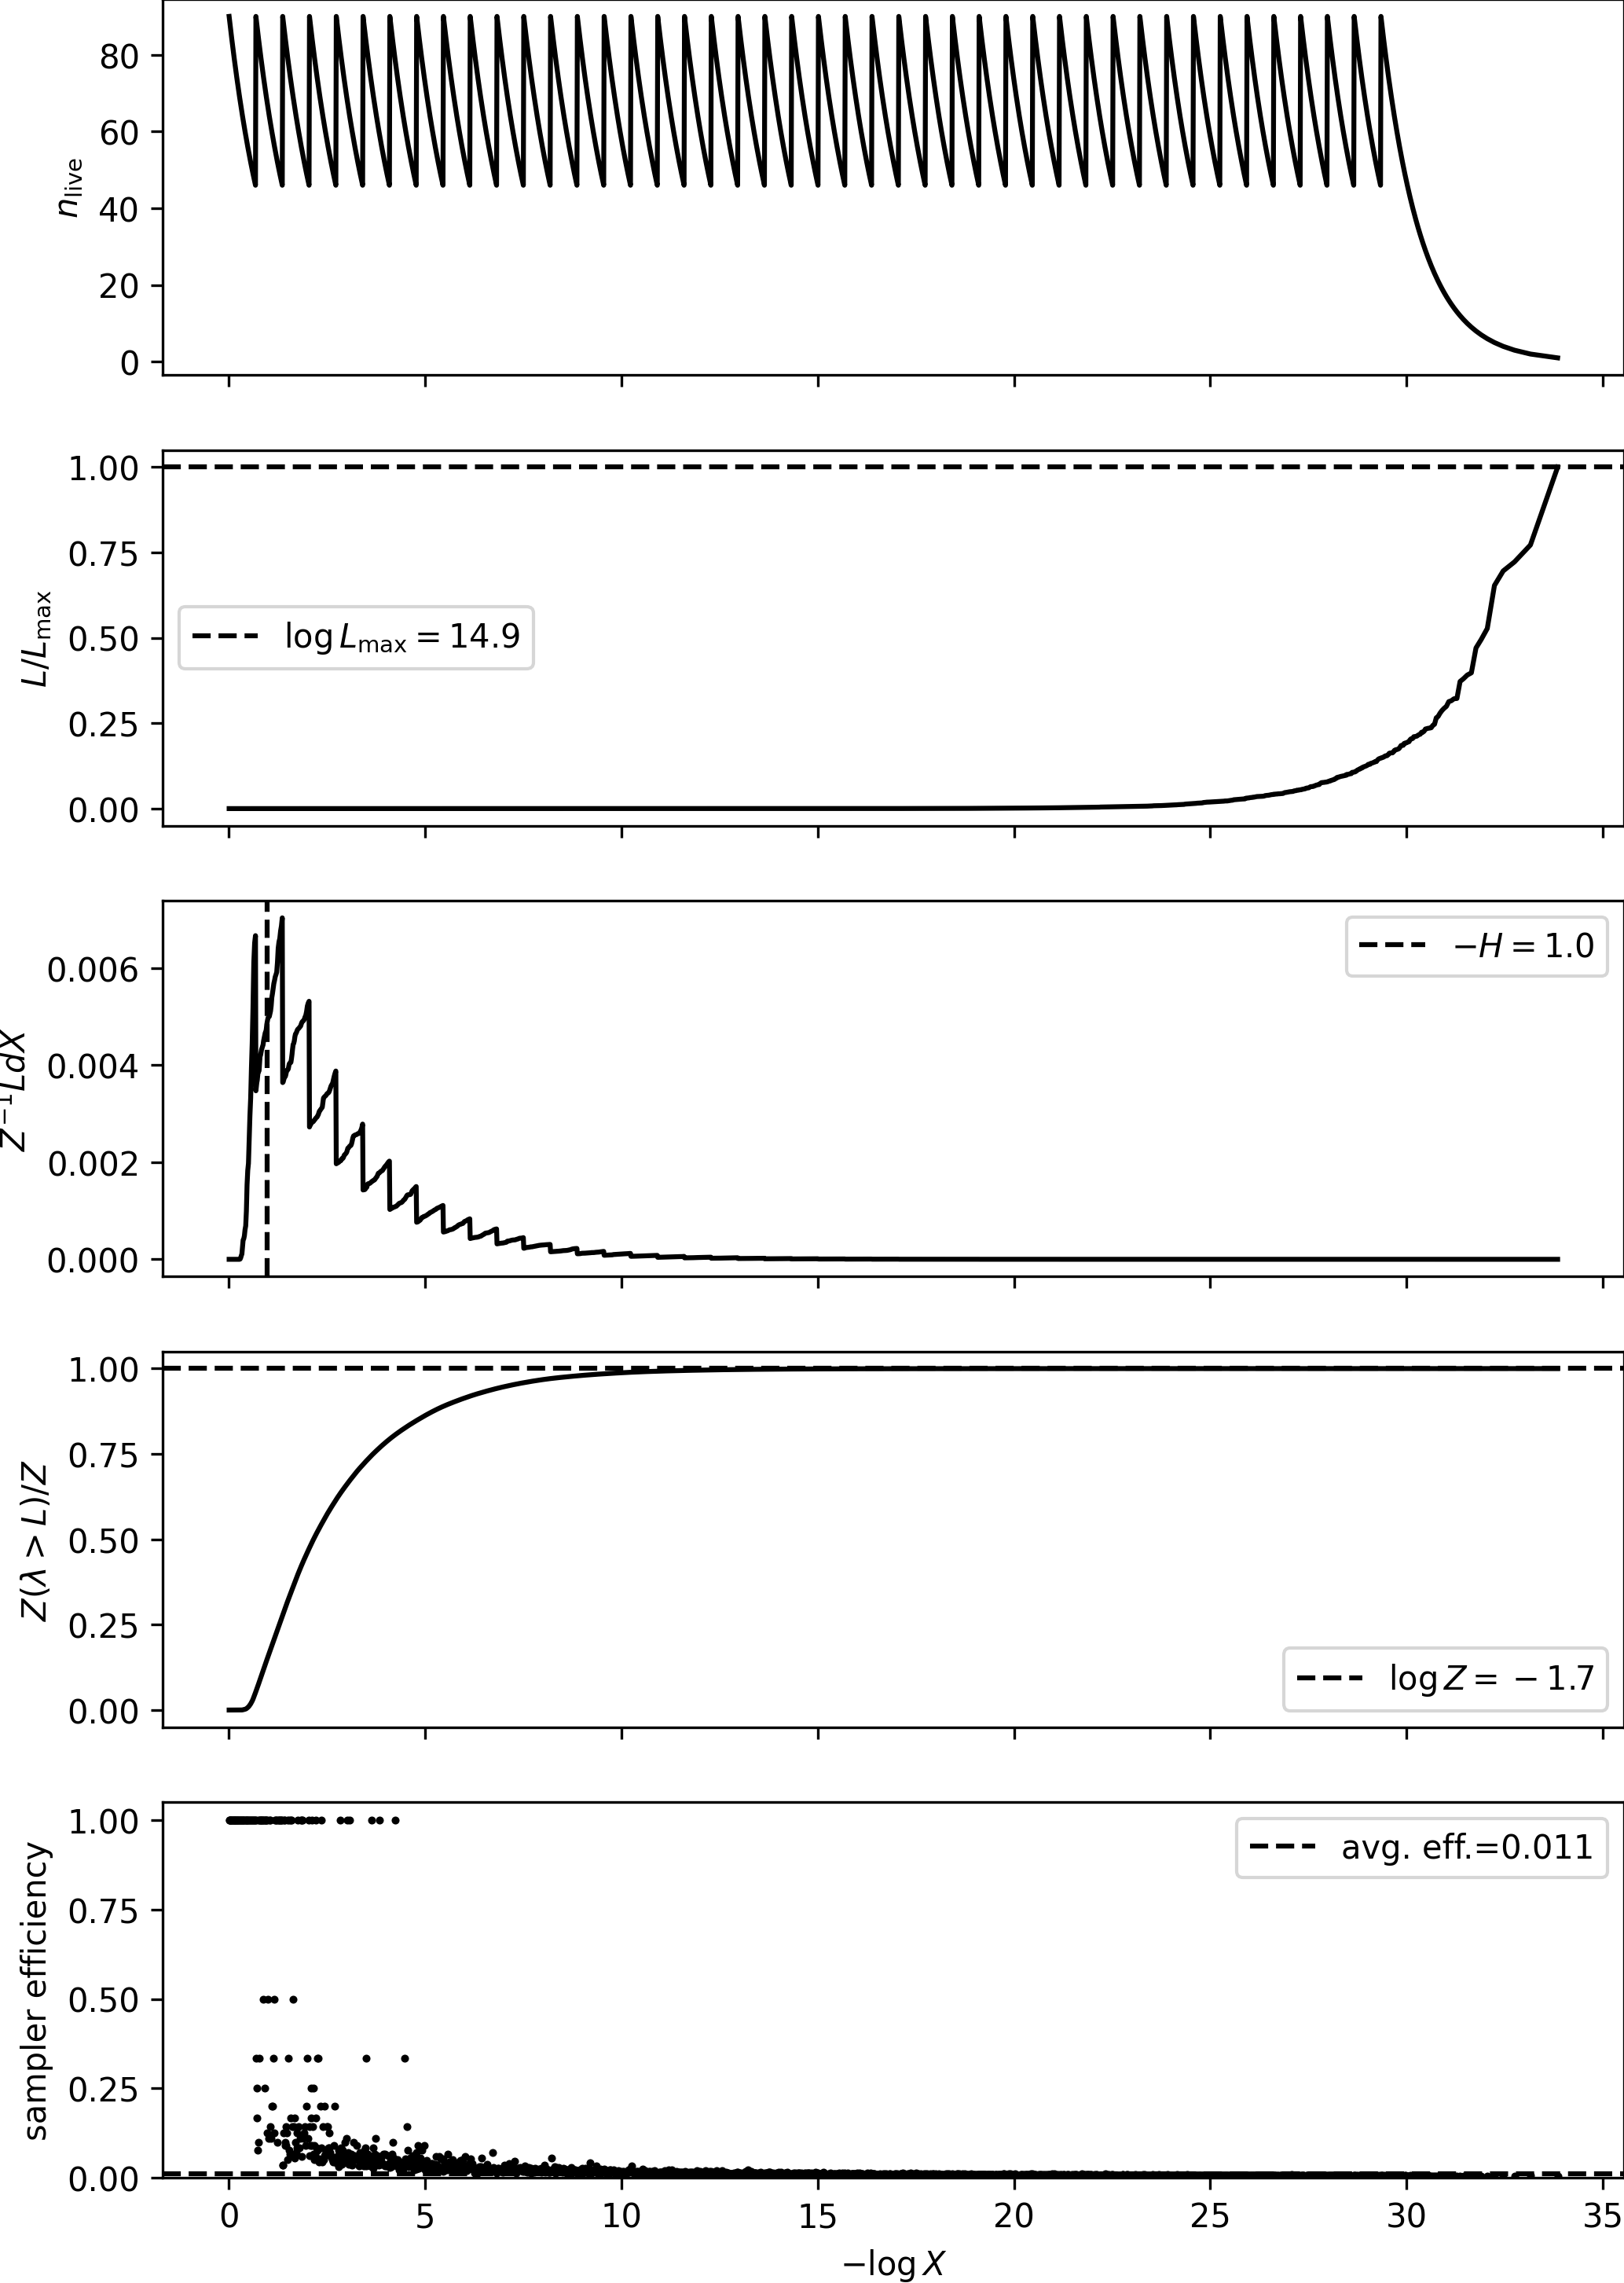 80
60
40
20
0
n_live
1.00
0.75
0.50
0.25
0.00
L/L_max
log L_max = 14.9
0.006
0.004
0.002
0.000
Z⁻¹LdX
−H = 1.0
1.00
0.75
0.50
0.25
0.00
Z(λ > L)/Z
log Z = −1.7
1.00
0.75
0.50
0.25
0.00
sampler efficiency
avg. eff.=0.011
0 5 10 15 20 25 30 35
−log X